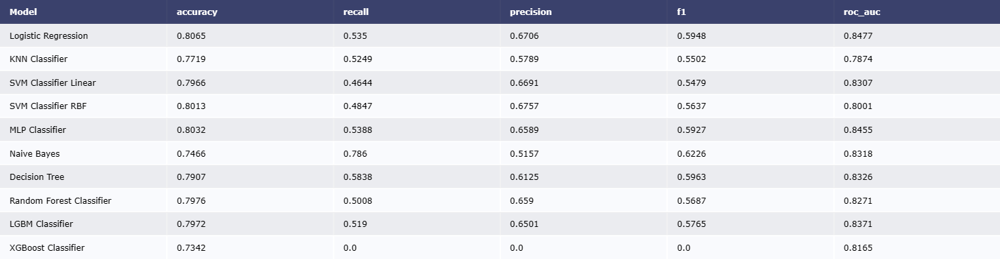 Model accuracy recall precision f1 roc_auc
Logistic Regression 0.8065 0.535 0.6706 0.5948 0.8477
KNN Classifier 0.7719 0.5249 0.5789 0.5502 0.7874
SVM Classifier Linear 0.7966 0.4644 0.6691 0.5479 0.8307
SVM Classifier RBF 0.8013 0.4847 0.6757 0.5637 0.8001
MLP Classifier 0.8032 0.5388 0.6589 0.5927 0.8455
Naive Bayes 0.7466 0.786 0.5157 0.6226 0.8318
Decision Tree 0.7907 0.5838 0.6125 0.5963 0.8326
Random Forest Classifier 0.7976 0.5008 0.659 0.5687 0.8271
LGBM Classifier 0.7972 0.519 0.6501 0.5765 0.8371
XGBoost Classifier 0.7342 0.0 0.0 0.0 0.8165